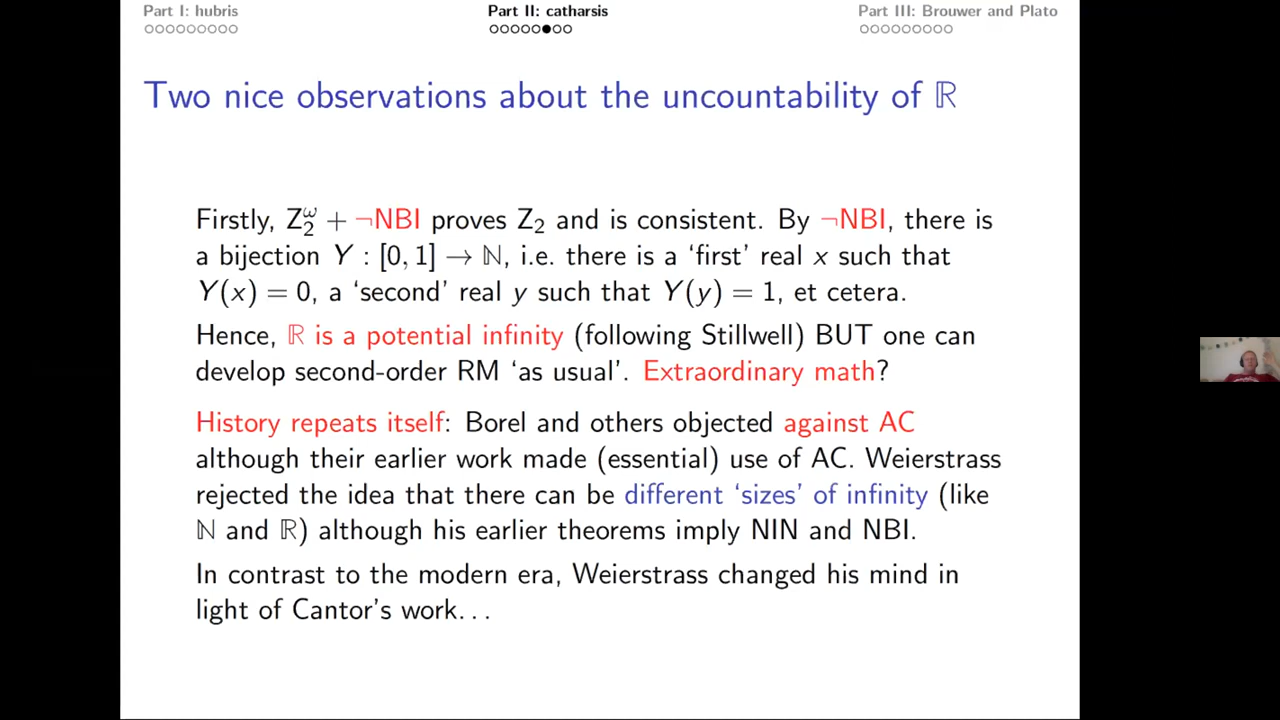 Part I: hubris
Part II: catharsis
Part III: Brouwer and Plato
Two nice observations about the uncountability of ℝ
Firstly, Z₂^ω + ¬NBI proves Z₂ and is consistent. By ¬NBI, there is
a bijection Y : [0, 1] → ℕ, i.e. there is a ‘first’ real x such that
Y(x) = 0, a ‘second’ real y such that Y(y) = 1, et cetera.
Hence, ℝ is a potential infinity (following Stillwell) BUT one can
develop second-order RM ‘as usual’. Extraordinary math?
History repeats itself: Borel and others objected against AC
although their earlier work made (essential) use of AC. Weierstrass
rejected the idea that there can be different ‘sizes’ of infinity (like
ℕ and ℝ) although his earlier theorems imply NIN and NBI.
In contrast to the modern era, Weierstrass changed his mind in
light of Cantor’s work. . .